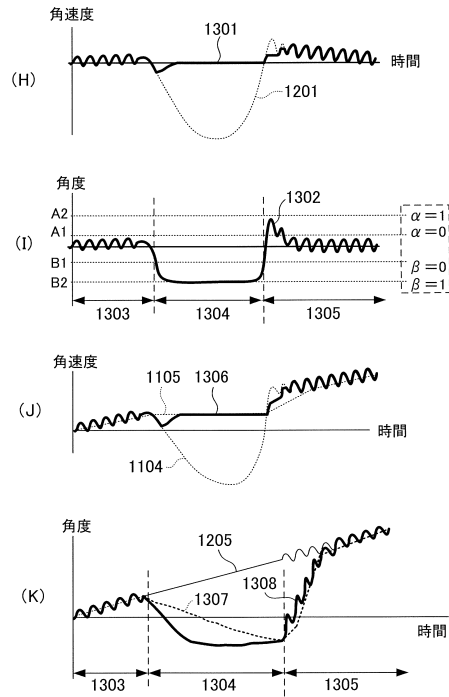 角速度
1301
時間
(H)
1201
角度
1302
A2
α=1
A1
α=0
(I)
B1
β=0
B2
β=1
1303
1304
1305
角速度
1105
1306
(J)
時間
1104
角度
1205
1307
1308
(K)
時間
1303
1304
1305